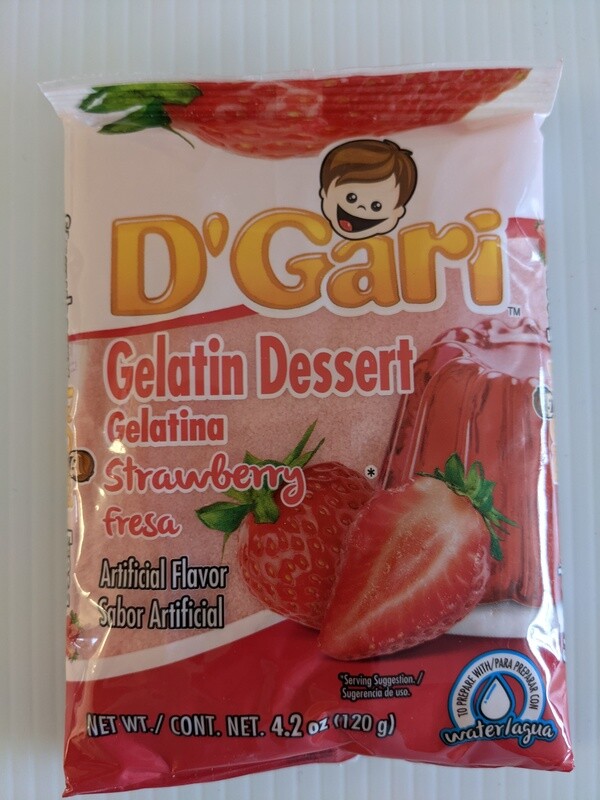 D'Gari
TM
Gelatin Dessert
Gelatina
Strawberry
*
fresa
Artificial Flavor
Sabor Artificial
*Serving Suggestion./
Sugerencia de uso.
NET WT./ CONT. NET. 4.2 oz (120 g)
TO PREPARE WITH/PARA PREPARAR CON
water/agua